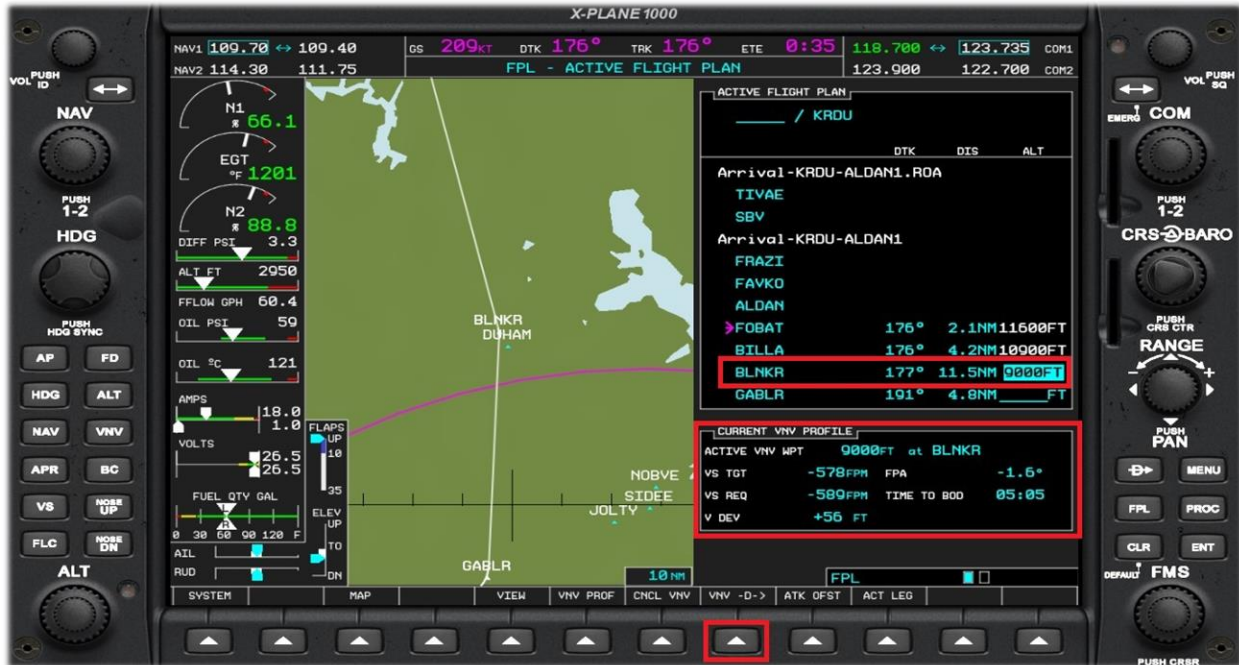 X-PLANE 1000
NAV1 109.70 ↔ 109.40
NAV2 114.30 111.75
GS 209KT DTK 176° TRK 176° ETE 0:35
FPL - ACTIVE FLIGHT PLAN
118.700 ↔ 123.735 COM1
123.900 122.700 COM2
VOL PUSH ID
NAV
PUSH 1-2
HDG
PUSH HDG SYNC
AP FD
HDG ALT
NAV VNV
APR BC
VS NOSE UP
FLC NOSE DN
ALT
N1
% 66.1
EGT
°F 1201
N2
% 88.8
DIFF PSI 3.3
ALT FT 2950
FFLOW GPH 60.4
OIL PSI 59
OIL ºC 121
AMPS
18.0
1.0
VOLTS
26.5
26.5
FUEL QTY GAL
L
R
0 30 60 90 120 F
AIL
RUD
FLAPS
UP
10
35
ELEV
UP
TO
DN
BLNKR
DUHAM
NOBVE
SIDEE
JOLTY
GABLR
10 NM
ACTIVE FLIGHT PLAN
_____ / KRDU
DTK DIS ALT
Arrival-KRDU-ALDAN1.ROA
TIVAE
SBV
Arrival-KRDU-ALDAN1
FRAZI
FAVKO
ALDAN
FOBAT 176° 2.1NM 11600FT
BILLA 176° 4.2NM 10900FT
BLNKR 177° 11.5NM 9000FT
GABLR 191° 4.8NM _____FT
CURRENT VNV PROFILE
ACTIVE VNV WPT 9000FT at BLNKR
VS TGT -578FPM FPA -1.6°
VS REQ -589FPM TIME TO BOD 05:05
V DEV +56 FT
FPL
SYSTEM MAP VIEW VNV PROF CNCL VNV VNV -D-> ATK OFST ACT LEG
VOL PUSH SQ
EMERG COM
PUSH 1-2
CRS BARO
PUSH CRS CTR
RANGE
- +
PUSH PAN
D MENU
FPL PROC
CLR ENT
DEFAULT FMS
PUSH CRSR